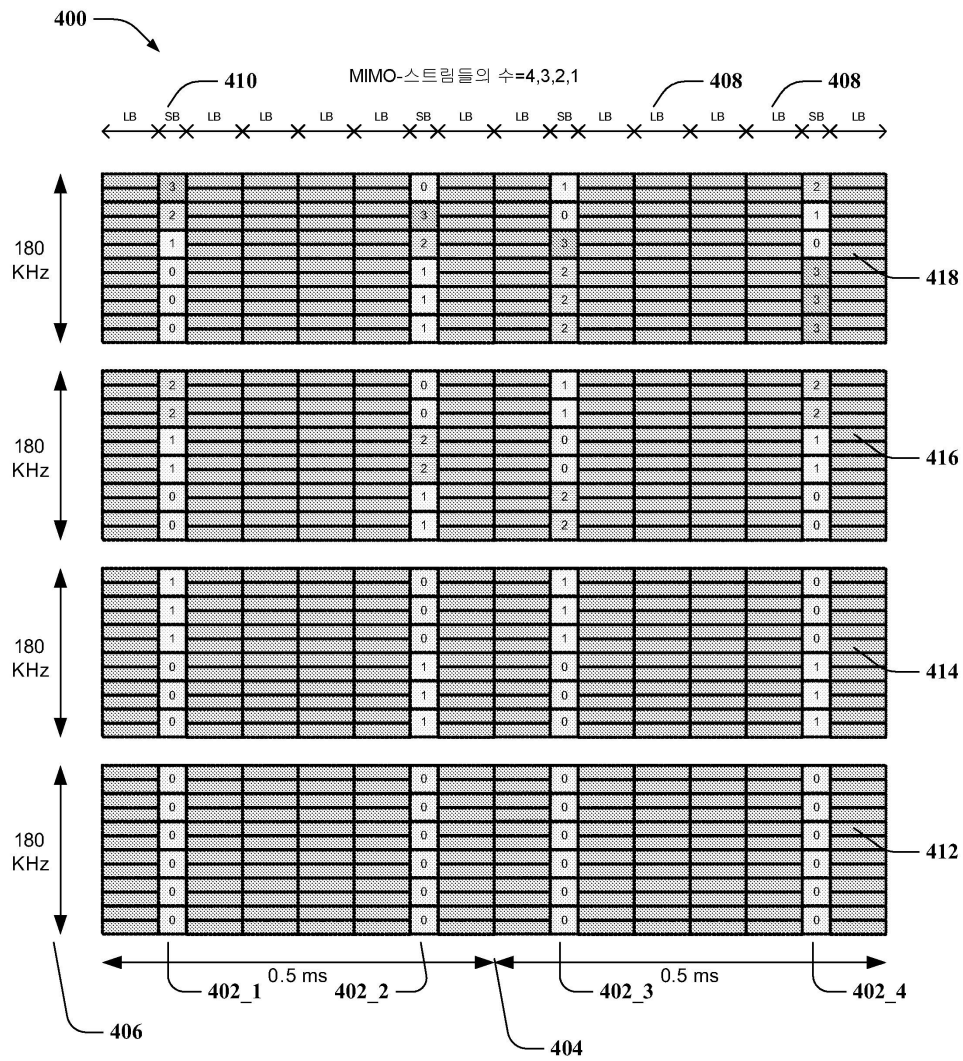 400
410
MIMO-스트림들의 수=4,3,2,1
408
408
LB SB LB LB LB LB SB LB LB SB LB LB LB LB SB LB
180
KHz
3 0 1 2
2 3 0 1
1 2 3 0
0 1 2 3
0 1 2 3
0 1 2 3
418
180
KHz
2 0 1 2
2 0 1 2
1 2 0 1
1 2 0 1
0 1 2 0
0 1 2 0
416
180
KHz
1 0 1 0
1 0 1 0
1 0 1 0
0 1 0 1
0 1 0 1
0 1 0 1
414
180
KHz
0 0 0 0
0 0 0 0
0 0 0 0
0 0 0 0
0 0 0 0
0 0 0 0
412
0.5 ms 0.5 ms
402_1 402_2 402_3 402_4
406
404